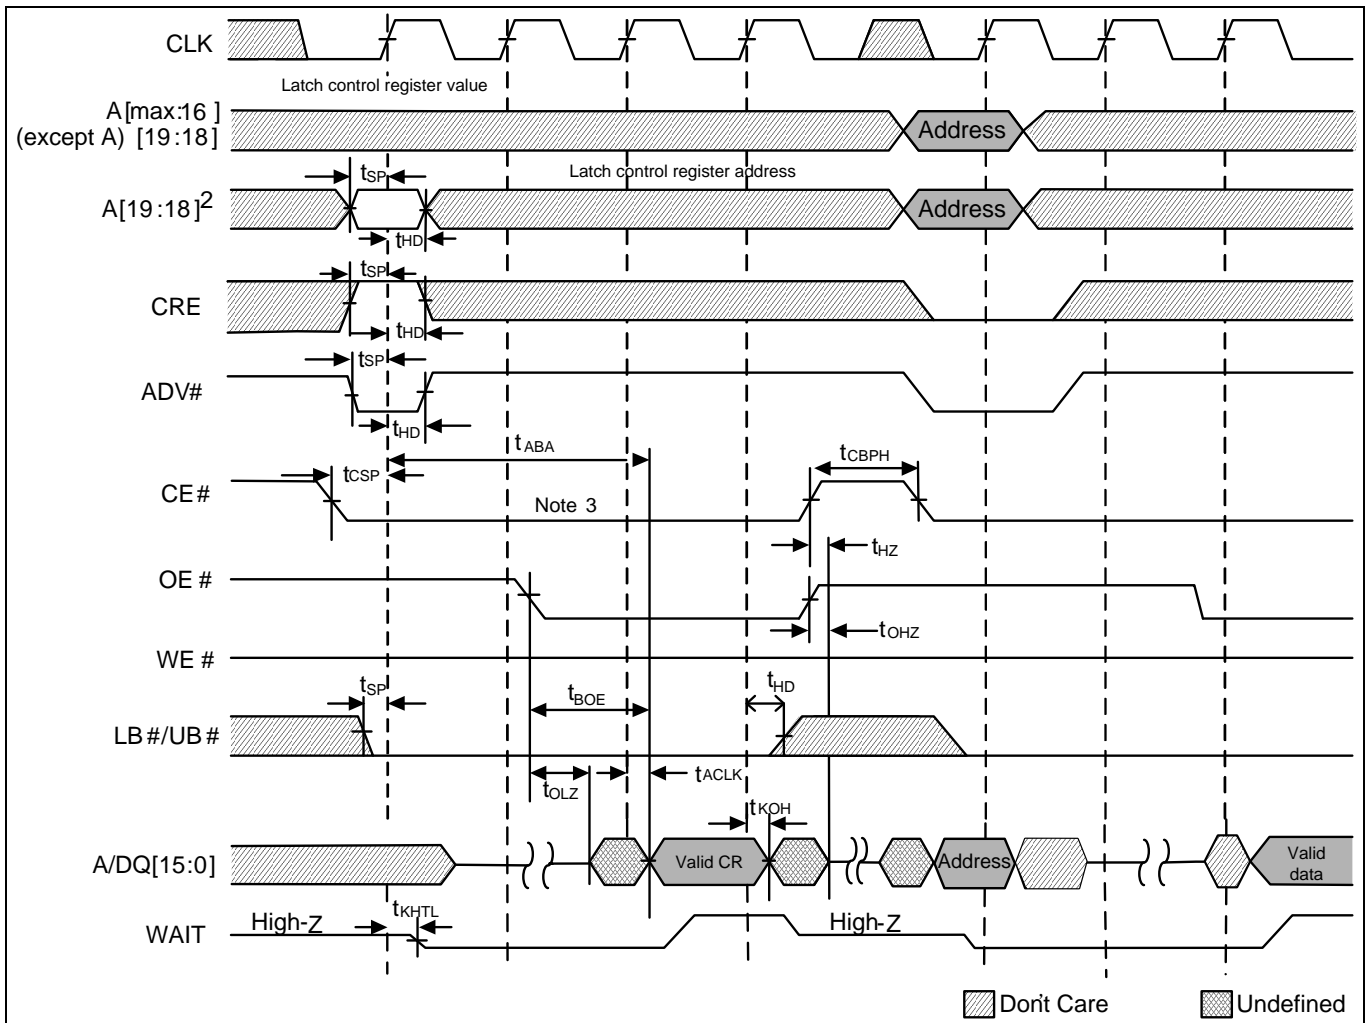 CLK
Latch control register value
A[max:16]
(except A) [19:18]
Address
tSP
Latch control register address
A[19:18]2
Address
tHD
tSP
CRE
tHD
tSP
ADV#
tHD
tABA
tCBPH
tCSP
CE#
Note 3
tHZ
OE #
tOHZ
WE #
tSP
tHD
tBOE
LB #/UB #
tACLK
tOLZ
tKOH
A/DQ[15:0]
Valid CR
Address
Valid
data
tKHTL
High-Z
High-Z
WAIT
Don't Care
Undefined